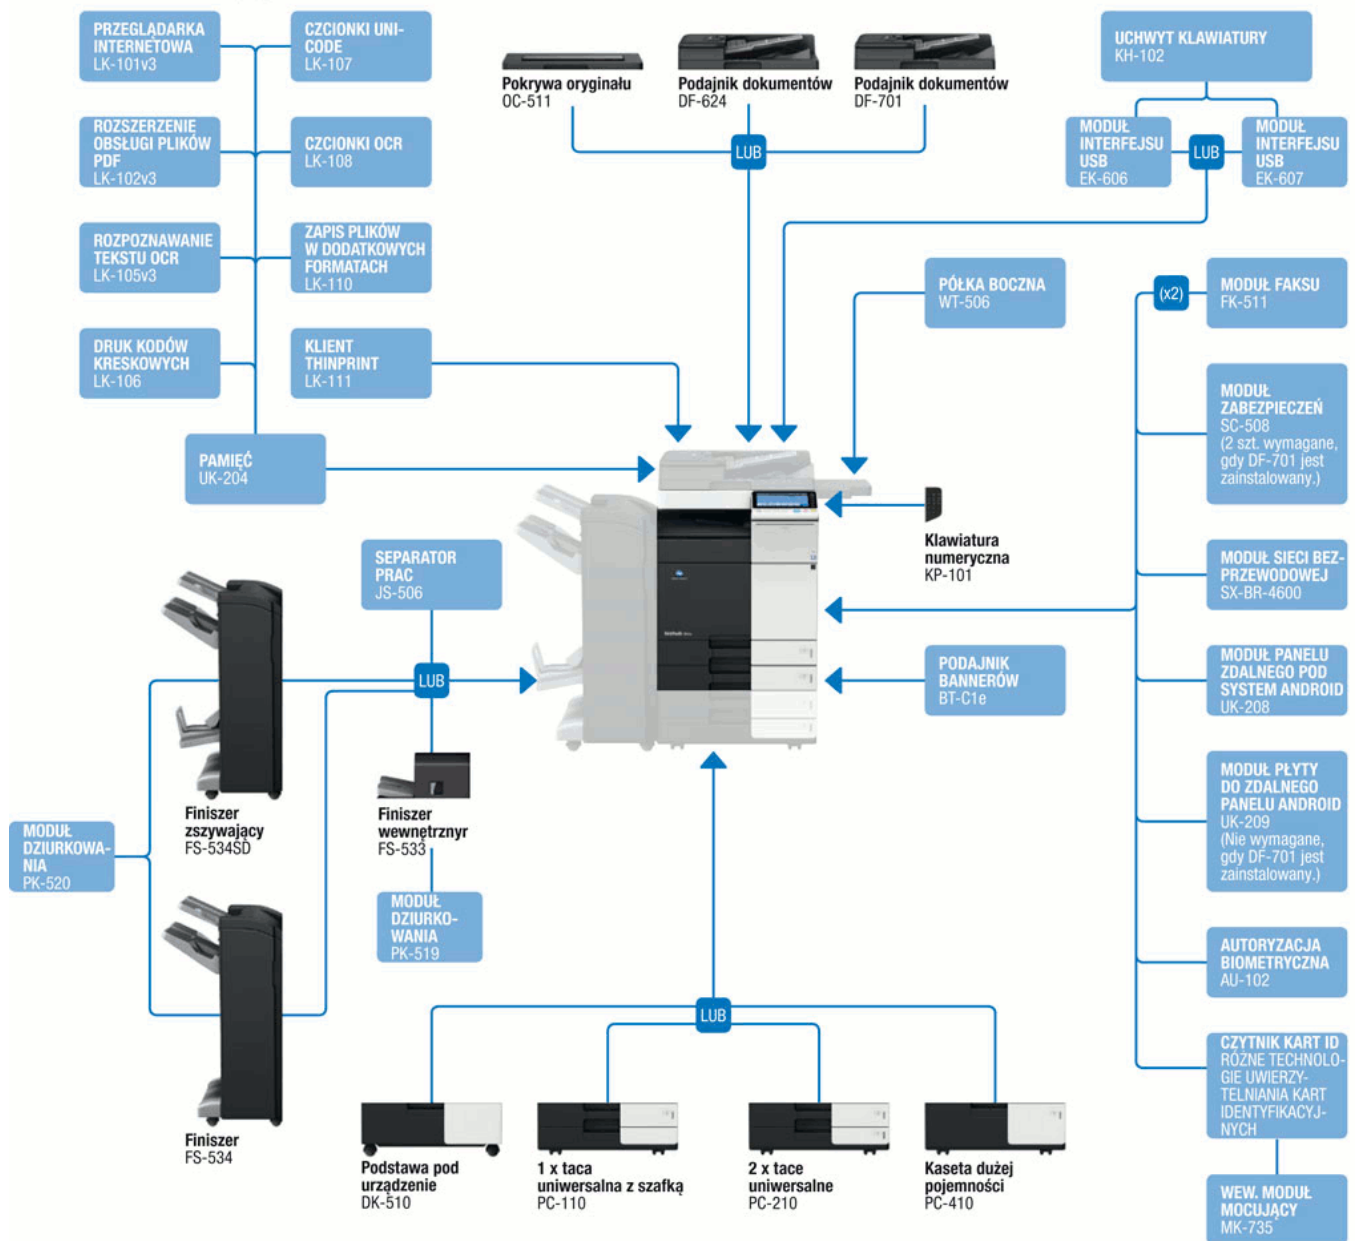 PRZEGLĄDARKA
INTERNETOWA
LK-101v3
CZCIONKI UNI-
CODE
LK-107
ROZSZERZENIE
OBSŁUGI PLIKÓW
PDF
LK-102v3
CZCIONKI OCR
LK-108
ROZPOZNAWANIE
TEKSTU OCR
LK-105v3
ZAPIS PLIKÓW
W DODATKOWYCH
FORMATACH
LK-110
DRUK KODÓW
KRESKOWYCH
LK-106
KLIENT
THINPRINT
LK-111
PAMIĘĆ
UK-204
Pokrywa oryginału
OC-511
Podajnik dokumentów
DF-624
Podajnik dokumentów
DF-701
LUB
UCHWYT KLAWIATURY
KH-102
MODUŁ
INTERFEJSU
USB
EK-606
LUB
MODUŁ
INTERFEJSU
USB
EK-607
PÓŁKA BOCZNA
WT-506
(x2)
MODUŁ FAKSU
FK-511
MODUŁ
ZABEZPIECZEŃ
SC-508
(2 szt. wymagane,
gdy DF-701 jest
zainstalowany.)
Klawiatura
numeryczna
KP-101
MODUŁ SIECI BEZ-
PRZEWODOWEJ
SX-BR-4600
SEPARATOR
PRAC
JS-506
LUB
PODAJNIK
BANNERÓW
BT-C1e
MODUŁ PANELU
ZDALNEGO POD
SYSTEM ANDROID
UK-208
MODUŁ PŁYTY
DO ZDALNEGO
PANELU ANDROID
UK-209
(Nie wymagane,
gdy DF-701 jest
zainstalowany.)
Finiszer
zszywający
FS-534SD
Finiszer
wewnętrznyr
FS-533
MODUŁ
DZIURKOWA-
NIA
PK-520
MODUŁ
DZIURKO-
WANIA
PK-519
AUTORYZACJA
BIOMETRYCZNA
AU-102
LUB
CZYTNIK KART ID
RÓŻNE TECHNOLO-
GIE UWIERZY-
TELNIANIA KART
IDENTYFIKACYJ-
NYCH
Finiszer
FS-534
Podstawa pod
urządzenie
DK-510
1 x taca
uniwersalna z szafką
PC-110
2 x tace
uniwersalne
PC-210
Kaseta dużej
pojemności
PC-410
WEW. MODUŁ
MOCUJĄCY
MK-735